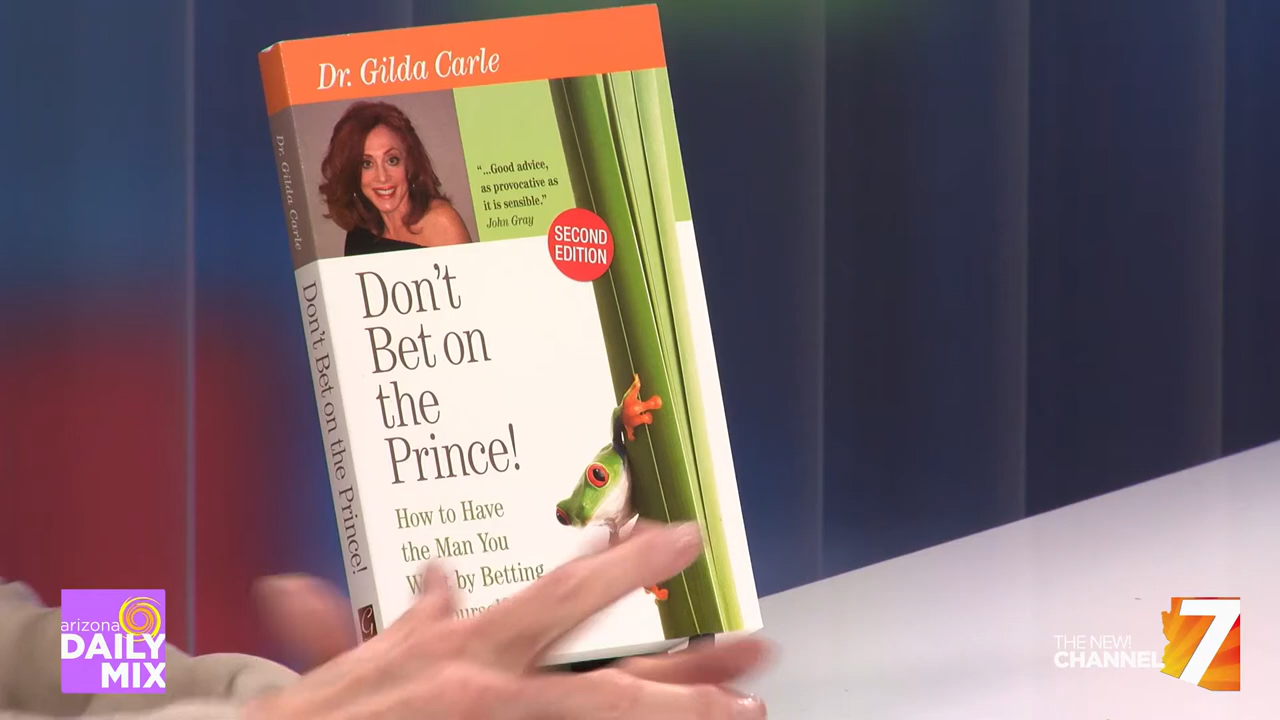 Dr. Gilda Carle
"...Good advice,
as provocative as
it is sensible."
John Gray
SECOND
EDITION
Don't
Bet on
the
Prince!
How to Have
the Man You
by Betting
Dr. Gilda Carle
Don't Bet on the Prince!
arizona
DAILY
MIX
THE NEW!
CHANNEL 7